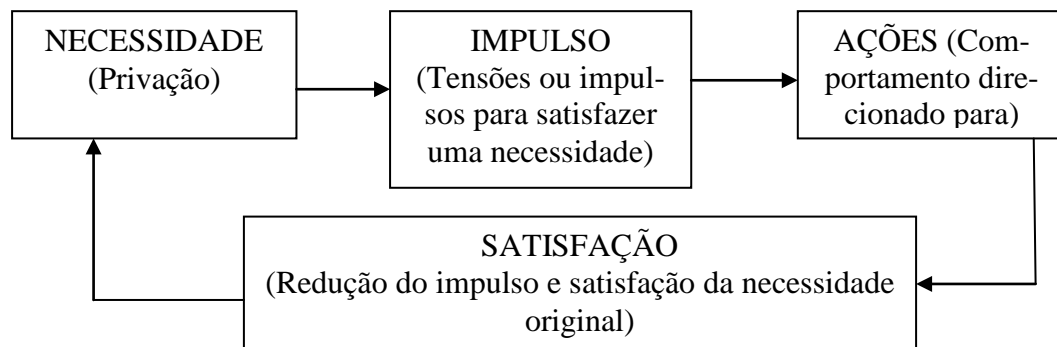 NECESSIDADE
(Privação)
IMPULSO
(Tensões ou impul-
sos para satisfazer
uma necessidade)
AÇÕES (Com-
portamento dire-
cionado para)
SATISFAÇÃO
(Redução do impulso e satisfação da necessidade
original)